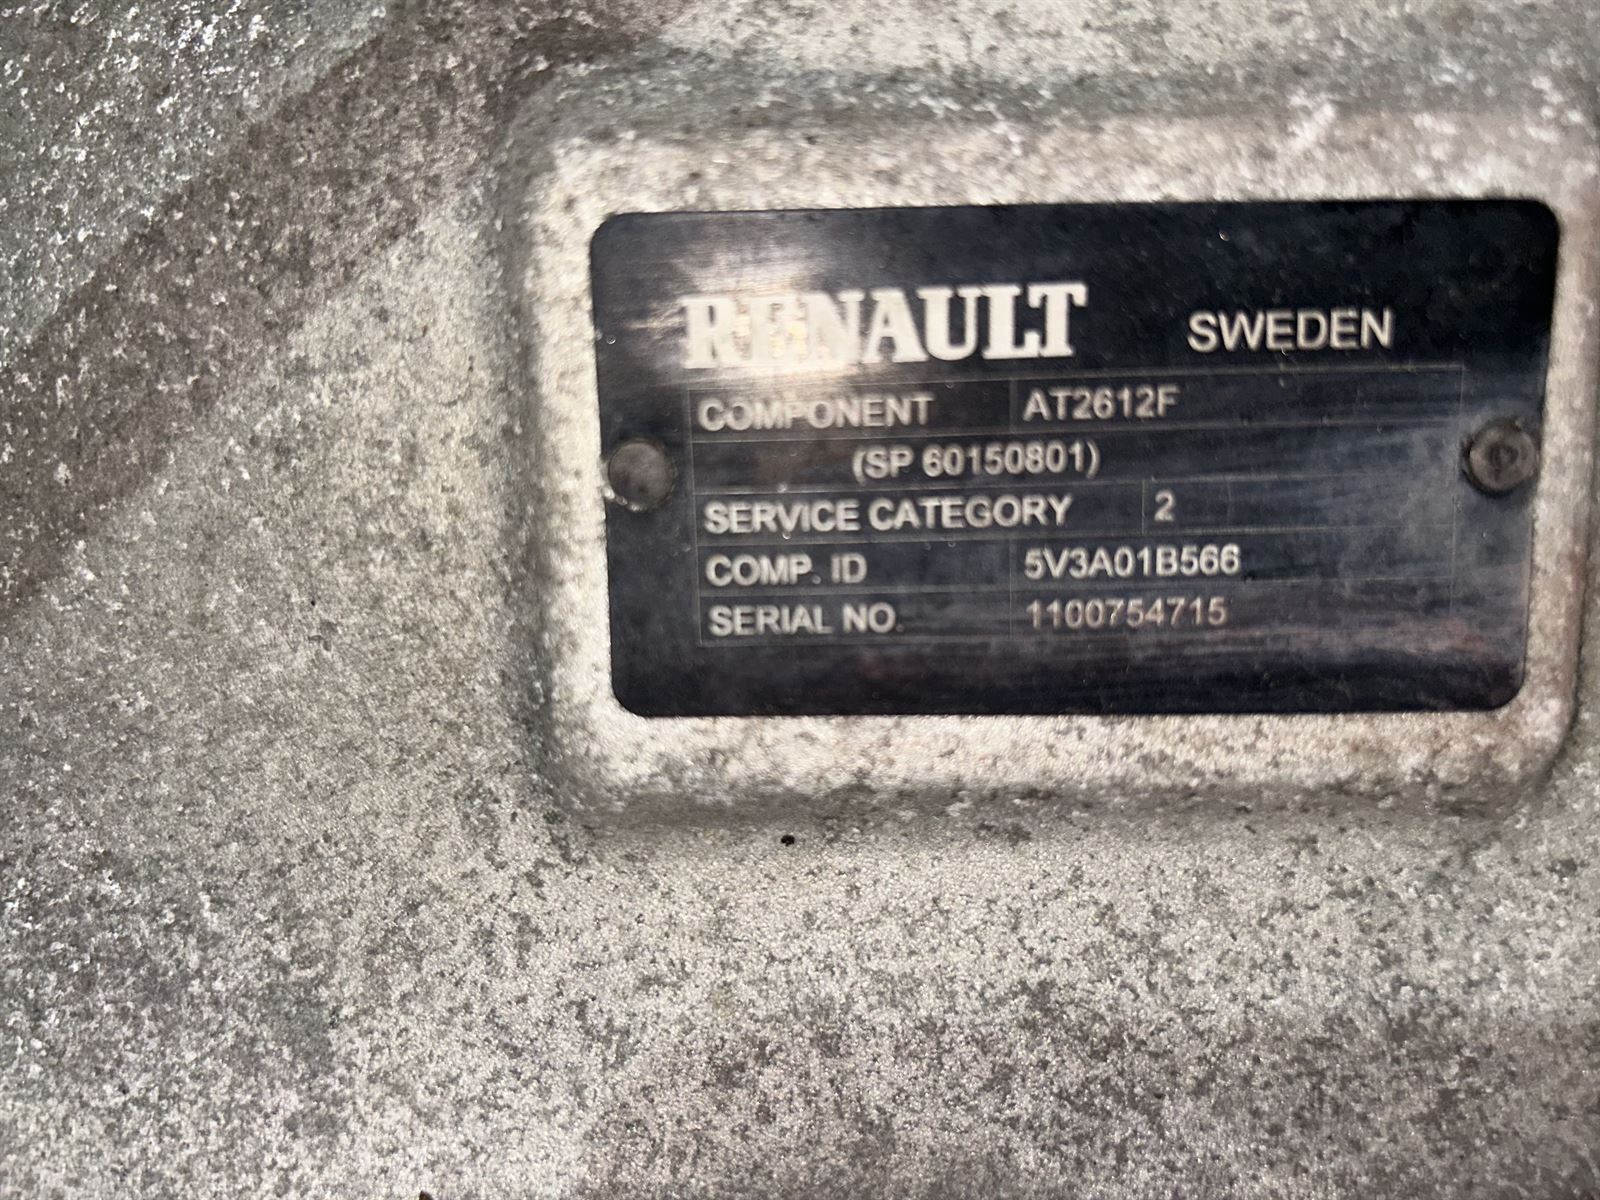 RENAULT SWEDEN
COMPONENT AT2612F
(SP 60150801)
SERVICE CATEGORY 2
COMP. ID 5V3A01B566
SERIAL NO. 1100754715